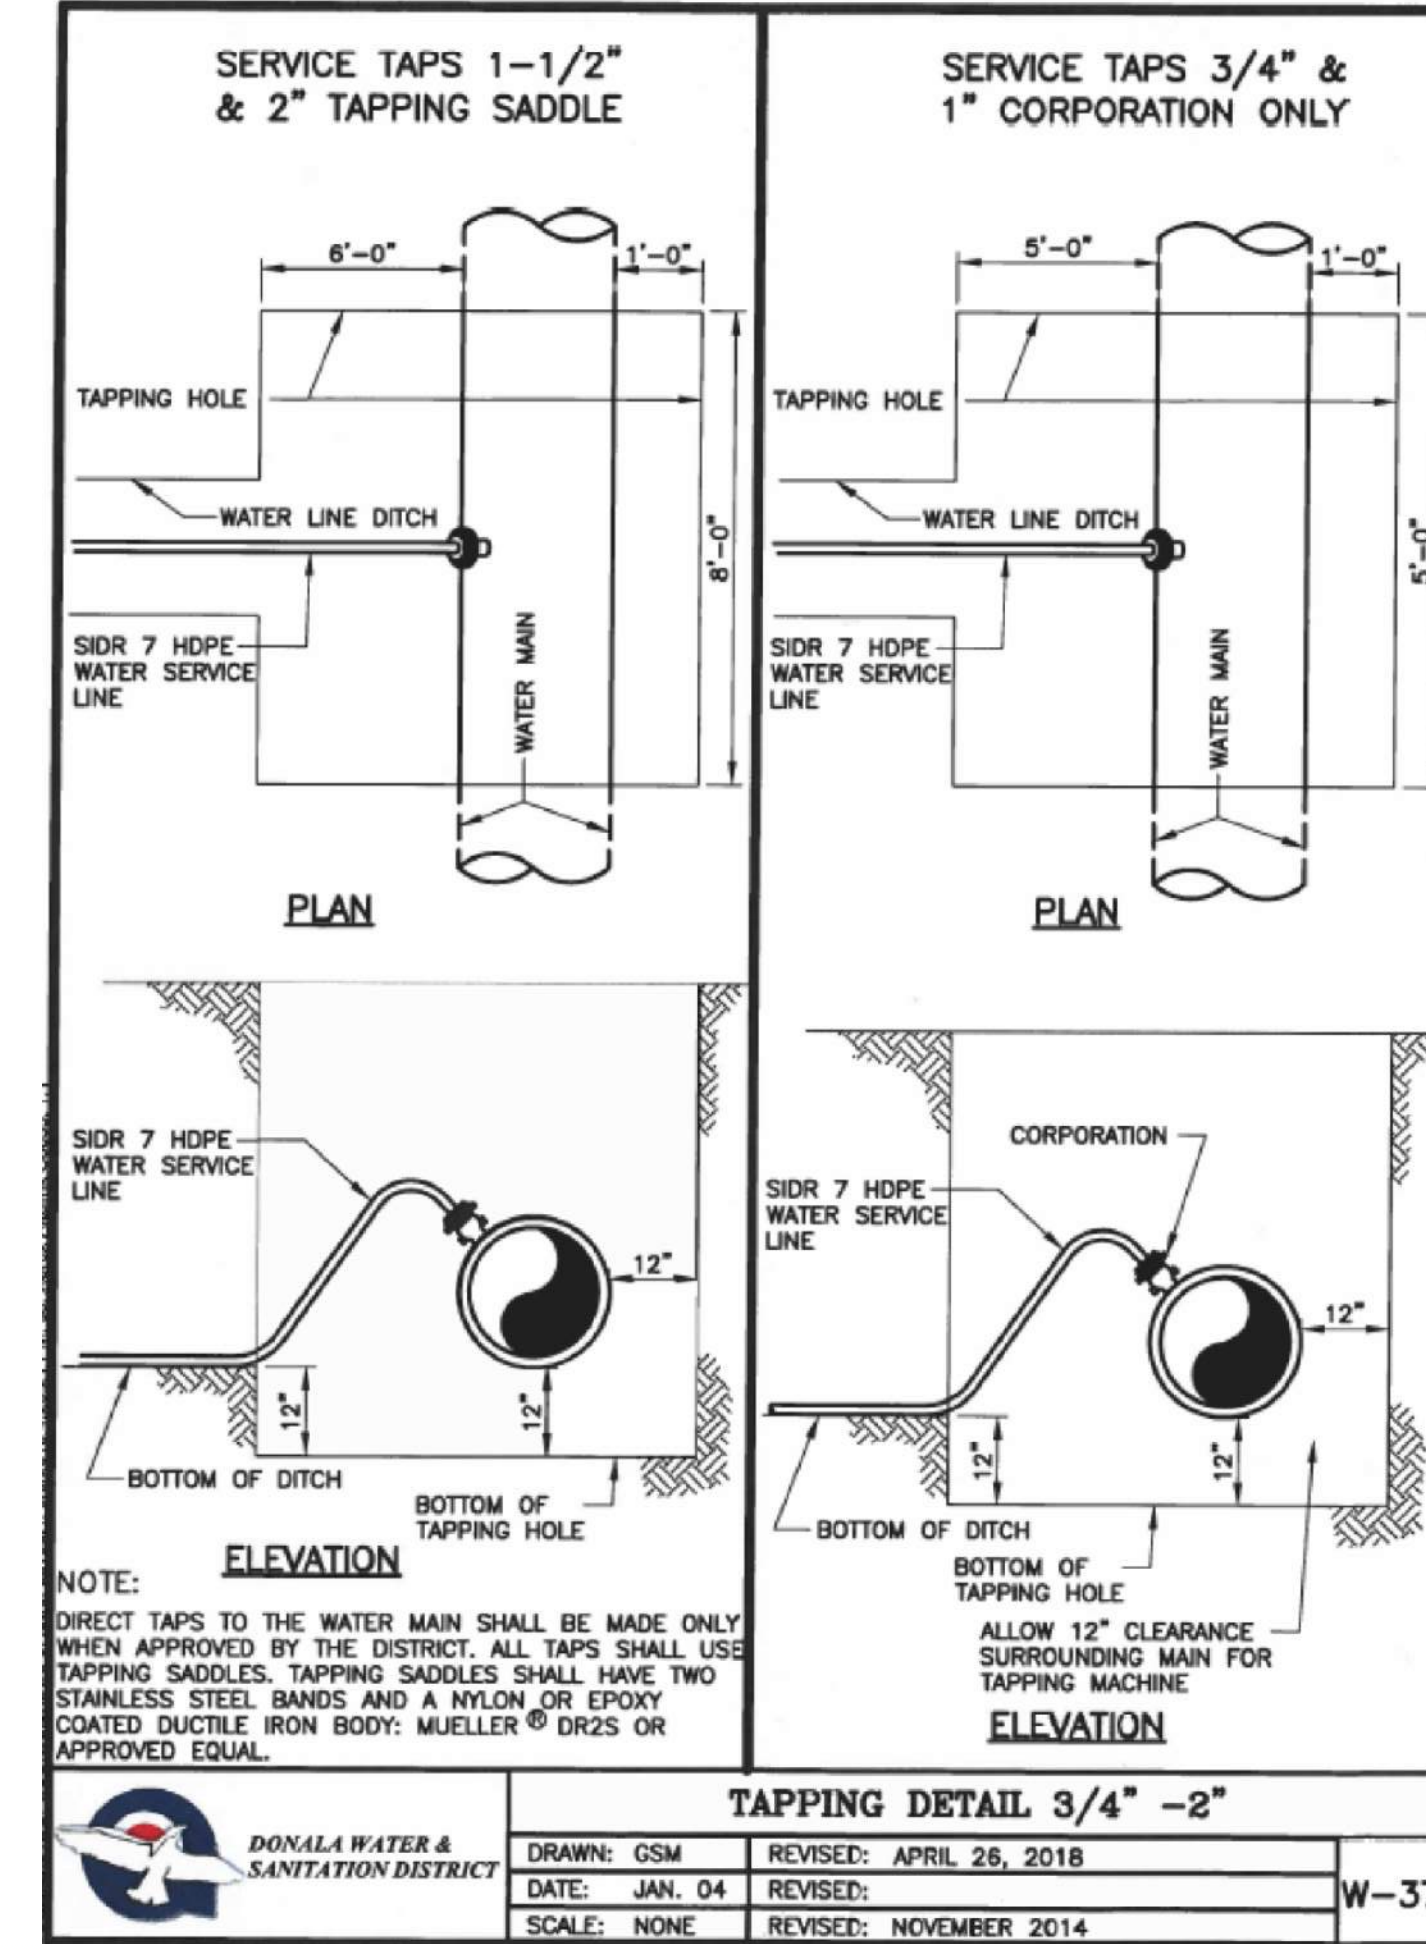 SERVICE TAPS 1-1/2"
& 2" TAPPING SADDLE
6'-0"
1'-0"
TAPPING HOLE
WATER LINE DITCH
8'-0"
SIDR 7 HDPE
WATER SERVICE
LINE
WATER MAIN
PLAN
SIDR 7 HDPE
WATER SERVICE
LINE
12"
12"
12"
BOTTOM OF DITCH
BOTTOM OF
TAPPING HOLE
ELEVATION
NOTE:
DIRECT TAPS TO THE WATER MAIN SHALL BE MADE ONLY
WHEN APPROVED BY THE DISTRICT. ALL TAPS SHALL USE
TAPPING SADDLES. TAPPING SADDLES SHALL HAVE TWO
STAINLESS STEEL BANDS AND A NYLON OR EPOXY
COATED DUCTILE IRON BODY: MUELLER ® DR2S OR
APPROVED EQUAL.
SERVICE TAPS 3/4" &
1" CORPORATION ONLY
5'-0"
1'-0"
TAPPING HOLE
WATER LINE DITCH
5'-0"
SIDR 7 HDPE
WATER SERVICE
LINE
WATER MAIN
PLAN
CORPORATION
SIDR 7 HDPE
WATER SERVICE
LINE
12"
12"
12"
BOTTOM OF DITCH
BOTTOM OF
TAPPING HOLE
ALLOW 12" CLEARANCE
SURROUNDING MAIN FOR
TAPPING MACHINE
ELEVATION
DONALA WATER &
SANITATION DISTRICT
TAPPING DETAIL 3/4" -2"
DRAWN: GSM
REVISED: APRIL 26, 2018
DATE: JAN. 04
REVISED:
SCALE: NONE
REVISED: NOVEMBER 2014
W-37